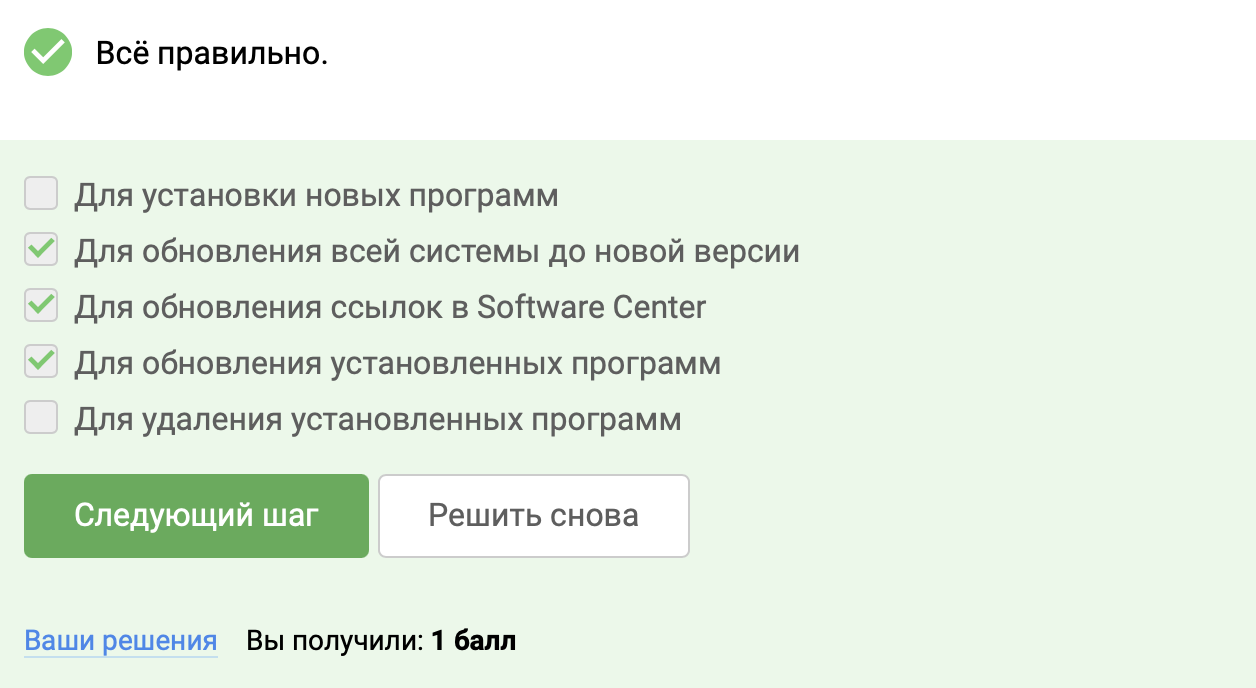 Всё правильно.
Для установки новых программ
Для обновления всей системы до новой версии
Для обновления ссылок в Software Center
Для обновления установленных программ
Для удаления установленных программ
Следующий шаг
Решить снова
Ваши решения Вы получили: 1 балл